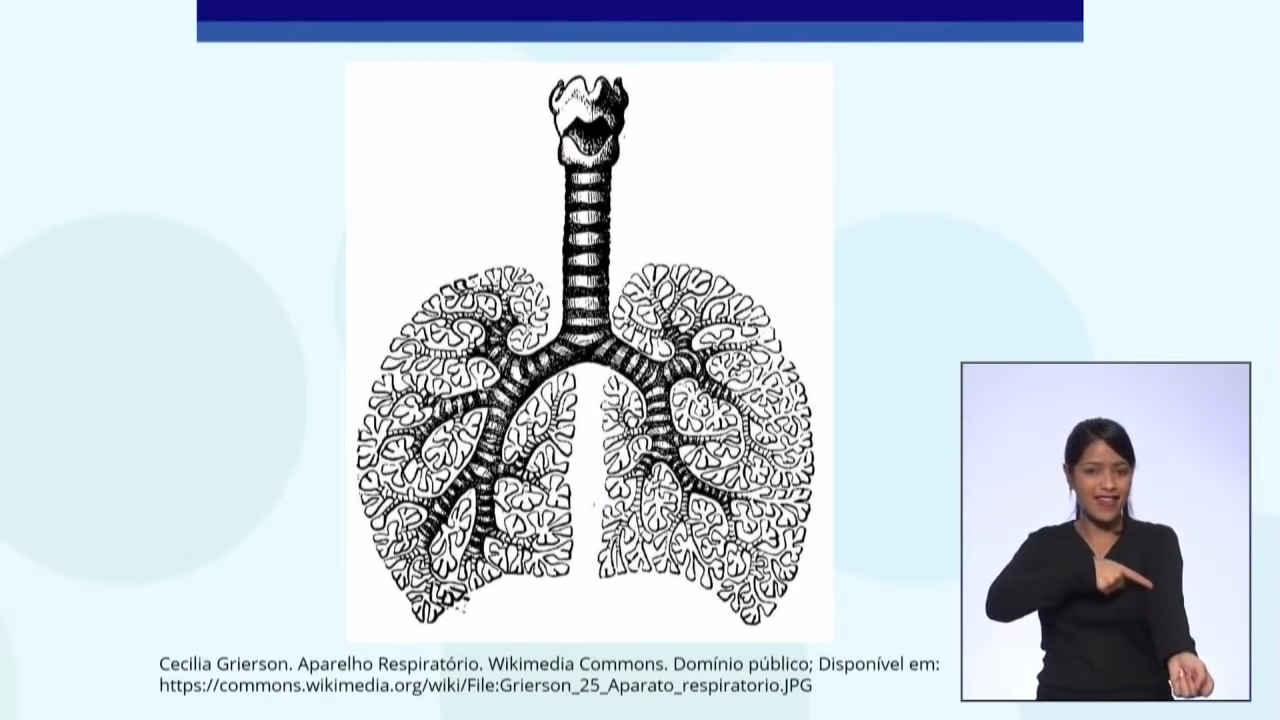 Cecilia Grierson. Aparelho Respiratório. Wikimedia Commons. Domínio público; Disponível em:
https://commons.wikimedia.org/wiki/File:Grierson_25_Aparato_respiratorio.JPG